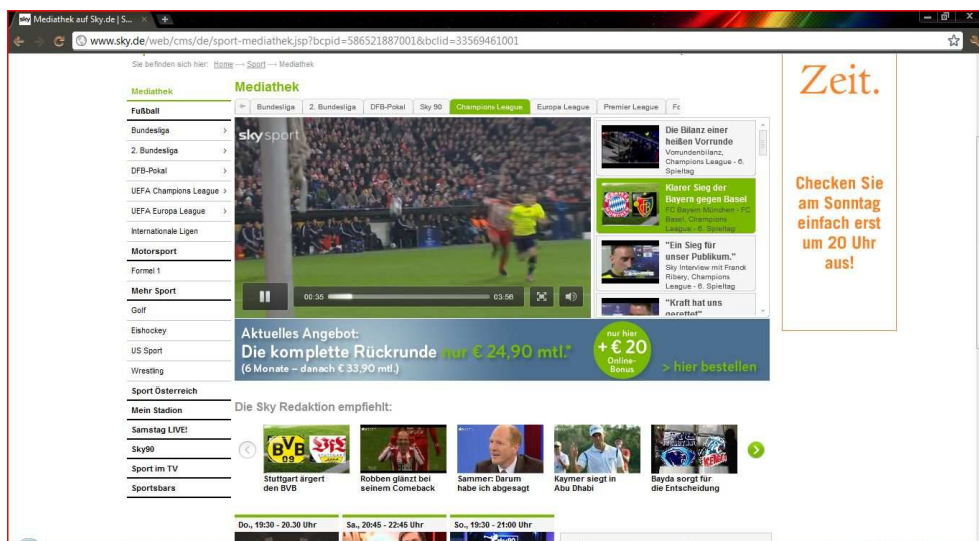 sky Mediathek auf Sky.de | S...
www.sky.de/web/cms/de/sport-mediathek.jsp?bcpid=586521887001&bclid=33569461001
Sie befinden sich hier: Home — Sport — Mediathek
Mediathek
Fußball
Bundesliga
2. Bundesliga
DFB-Pokal
UEFA Champions League
UEFA Europa League
Internationale Ligen
Motorsport
Formel 1
Mehr Sport
Golf
Eishockey
US Sport
Wrestling
Sport Österreich
Mein Stadion
Samstag LIVE!
Sky90
Sport im TV
Sportsbars
Mediathek
Bundesliga 2. Bundesliga DFB-Pokal Sky 90 Champions League Europa League Premier League
sky sport
00:35 03:56
Die Bilanz einer
heißen Vorrunde
Vorrundenbilanz,
Champions League - 6.
Spieltag
Klarer Sieg der
Bayern gegen Basel
FC Bayern München - FC
Basel, Champions
League - 6. Spieltag
"Ein Sieg für
unser Publikum."
Sky Interview mit Franck
Ribery, Champions
League - 6. Spieltag
"Kraft hat uns
gerettet"
Aktuelles Angebot:
Die komplette Rückrunde nur € 24,90 mtl.*
(6 Monate – danach € 33,90 mtl.)
nur hier
+ € 20
Online-
Bonus
> hier bestellen
Die Sky Redaktion empfiehlt:
BVB
09
Stuttgart ärgert
den BVB
Robben glänzt bei
seinem Comeback
Sammer: Darum
habe ich abgesagt
Kaymer siegt in
Abu Dhabi
Bayda sorgt für
die Entscheidung
Do., 19:30 - 20.30 Uhr
Sa., 20:45 - 22:45 Uhr
So., 19:30 - 21:00 Uhr
sky90
Zeit.
Checken Sie
am Sonntag
einfach erst
um 20 Uhr
aus!